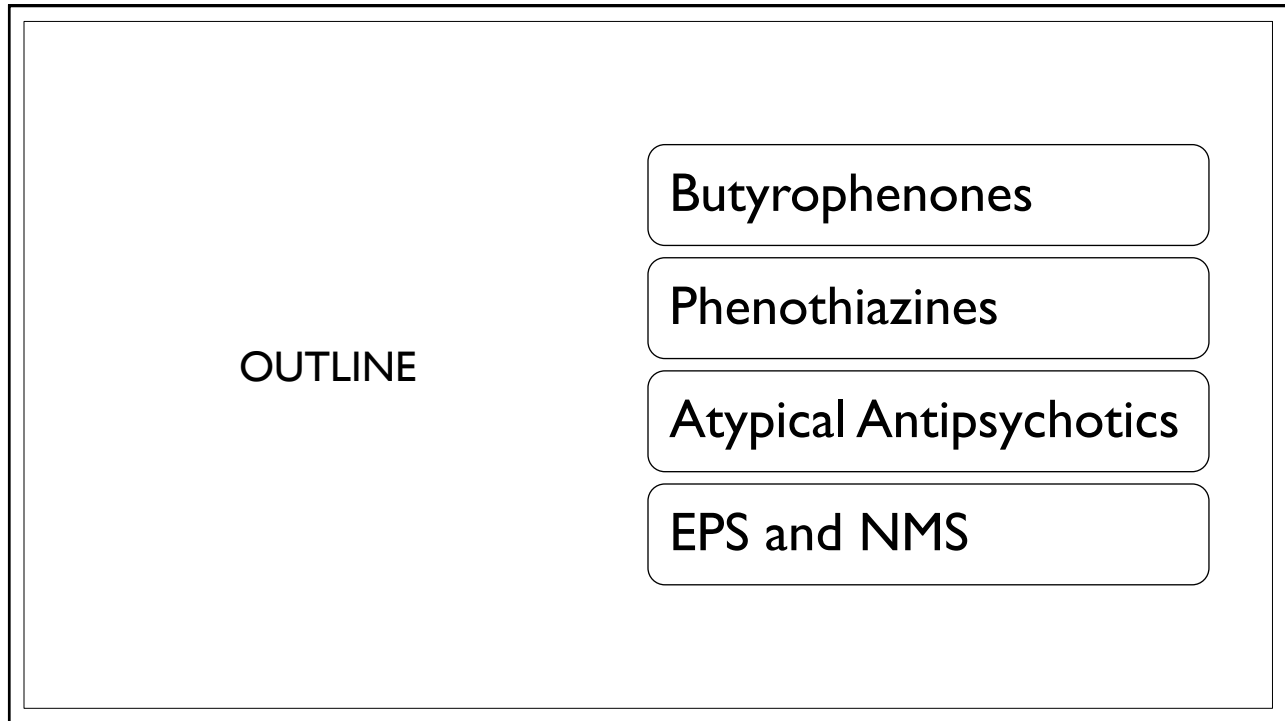 OUTLINE
Butyrophenones
Phenothiazines
Atypical Antipsychotics
EPS and NMS